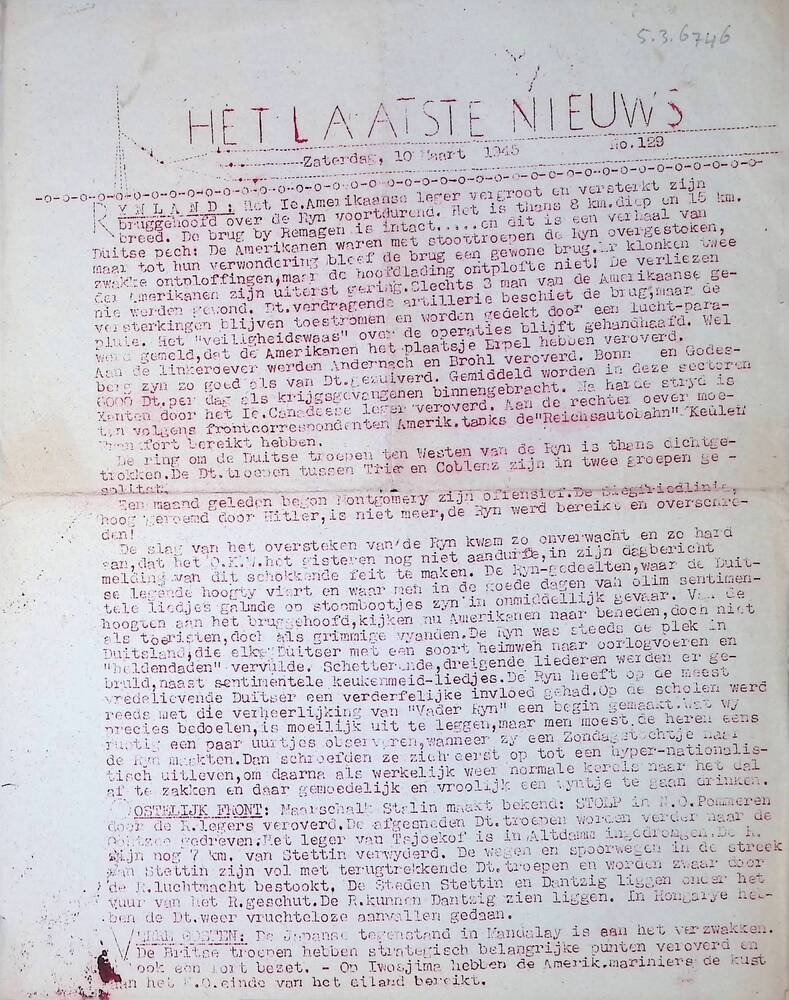 5.3.6746
HET LAATSTE NIEUWS
Zaterdag, 10 Maart 1945 No.129
RYNLAND: Het Ie.Amerikaanse leger vergroot en versterkt zijn
bruggehoofd over de Ryn voortdurend. Het is thans 8 km.diep en 15 km.
breed. De brug by Remagen is intact.....en dit is een verhaal van
Duitse pech: De Amerikanen waren met stoottroepen de Ryn overgestoken,
maar tot hun verwondering bleef de brug een gewone brug.Er klonken twee
zwakke ontploffingen,maar de hoofdlading ontplofte niet! De verliezen
der Amerikanen zijn uiterst gering.Slechts 3 man van de Amerikaanse ge-
nie werden gewond. Dt.verdragende artillerie beschiet de brug,maar de
versterkingen blijven toestromen en worden gedekt door een lucht-para-
pluie. Het "veiligheidswaas" over de operaties blijft gehandhaafd. Wel
werd gemeld,dat de Amerikanen het plaatsje Erpel hebben veroverd.
Aan de linkeroever werden Andernach en Brohl veroverd. Bonn en Godes-
berg zyn zo goed als van Dt.gezuiverd. Gemiddeld worden in deze sectoren
6000 Dt.per dag als krijgsgevangenen binnengebracht. Na harde stryd is
Xanten door het Ie.Canadeese leger veroverd. Aan de rechter oever moe-
ten volgens frontcorrespondenten Amerik.tanks de"Reichsautobahn" Keulen
Frankfort bereikt hebben.
De ring om de Duitse troepen ten Westen van de Ryn is thans dichtge-
trokken.De Dt.troepen tussen Trier en Coblenz zijn in twee groepen ge -
splitst.
Een maand geleden begon Montgomery zijn offensief.De Siegfriedlinie,
hoog geroemd door Hitler,is niet meer,de Ryn werd bereikt en overschre-
den!
De slag van het oversteken van de Ryn kwam zo onverwacht en zo hard
aan,dat het O.K.W.het gisteren nog niet aandurfte,in zijn dagbericht
melding van dit schokkende feit te maken. De Ryn-gedeelten,waar de Duit-
se legende hoogty viert en waar men in de goede dagen van olim sentimen-
tele liedjes galmde op stoombootjes zyn in onmiddellijk gevaar. Van de
hoogten aan het bruggehoofd,kijken nu Amerikanen naar beneden,doch niet
als toeristen,doch als grimmige vyanden.De Ryn was steeds de plek in
Duitsland,die elke Duitser met een soort heimweh naar oorlogvoeren en
"heldendaden" vervulde. Schetterende,dreigende liederen werden er ge-
bruld,naast sentimentele keukenmeid-liedjes.De Ryn heeft op de meest
vredelievende Duitser een verderfelijke invloed gehad.Op de scholen werd
reeds met die verheerlijking van "Vader Ryn" een begin gemaakt.Wat wy
precies bedoelen,is moeilijk uit te leggen,maar men moest de heren eens
rustig een paar uurtjes observeren,wanneer zy een Zondagstochtje naar
de Ryn maakten.Dan schroefden ze zich eerst op tot een hyper-nationalis-
tisch uitleven,om daarna als werkelijk weer normale kerels naar het dal
af te zakken en daar gemoedelijk en vroolijk een wyntje te gaan drinken.
OOSTELIJK FRONT: Maarschalk Stalin maakt bekend: STOLP in N.O.Pommeren
door de R.legers veroverd.De afgesneden Dt.troepen worden verder naar de
Oostzee gedreven.Het leger van Tsjoekof is in Altdamm ingedrongen.De R.
zijn nog 7 km. van Stettin verwyderd. De wegen en spoorwegen in de streek
van Stettin zijn vol met terugtrekkende Dt.troepen en worden zwaar door
de R.luchtmacht bestookt. De Steden Stettin en Dantzig liggen onder het
vuur van het R.geschut.De R.kunnen Dantzig zien liggen. In Hongarije heb-
ben de Dt.weer vruchteloze aanvallen gedaan.
VERRE OOSTEN: De Japanse tegenstand in Mandalay is aan het verzwakken.
De Britse troepen hebben strategisch belangrijke punten veroverd en
ook een fort bezet. - Op Iwoajima hebben de Amerik.mariniers de kust
aan het N.O.einde van het eiland bereikt.